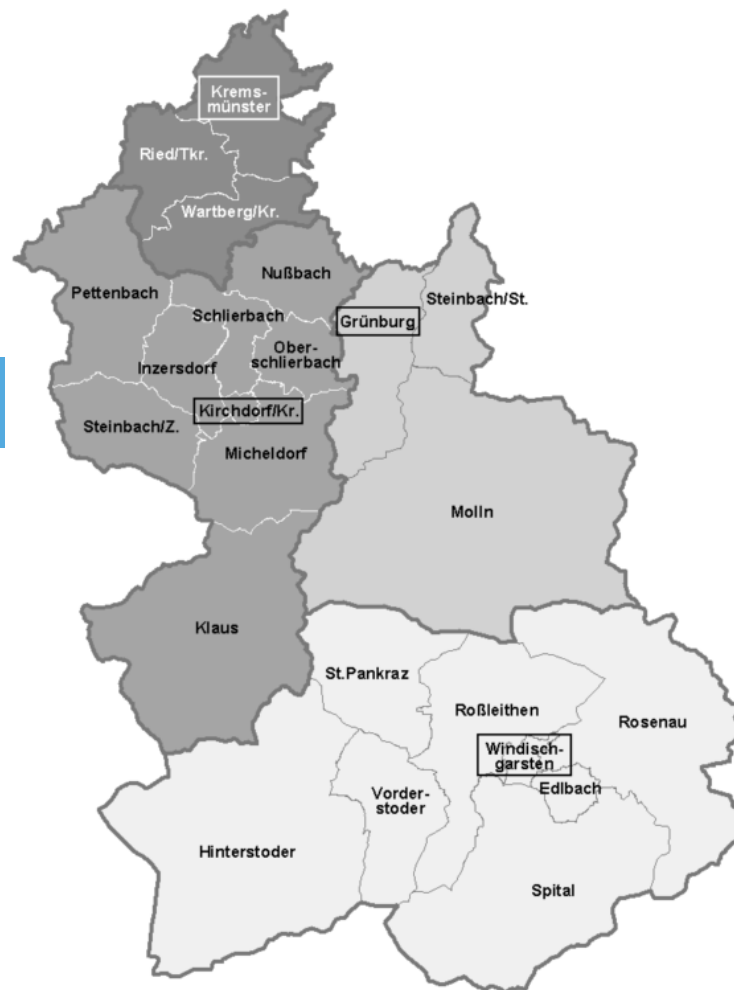 Krems-
münster
Ried/Tkr.
Wartberg/Kr.
Nußbach
Pettenbach
Steinbach/St.
Schlierbach
Grünburg
Ober-
schlierbach
Inzersdorf
Kirchdorf/Kr.
Steinbach/Z.
Micheldorf
Molln
Klaus
St.Pankraz
Roßleithen
Rosenau
Windisch-
garsten
Edlbach
Vorder-
stoder
Hinterstoder
Spital